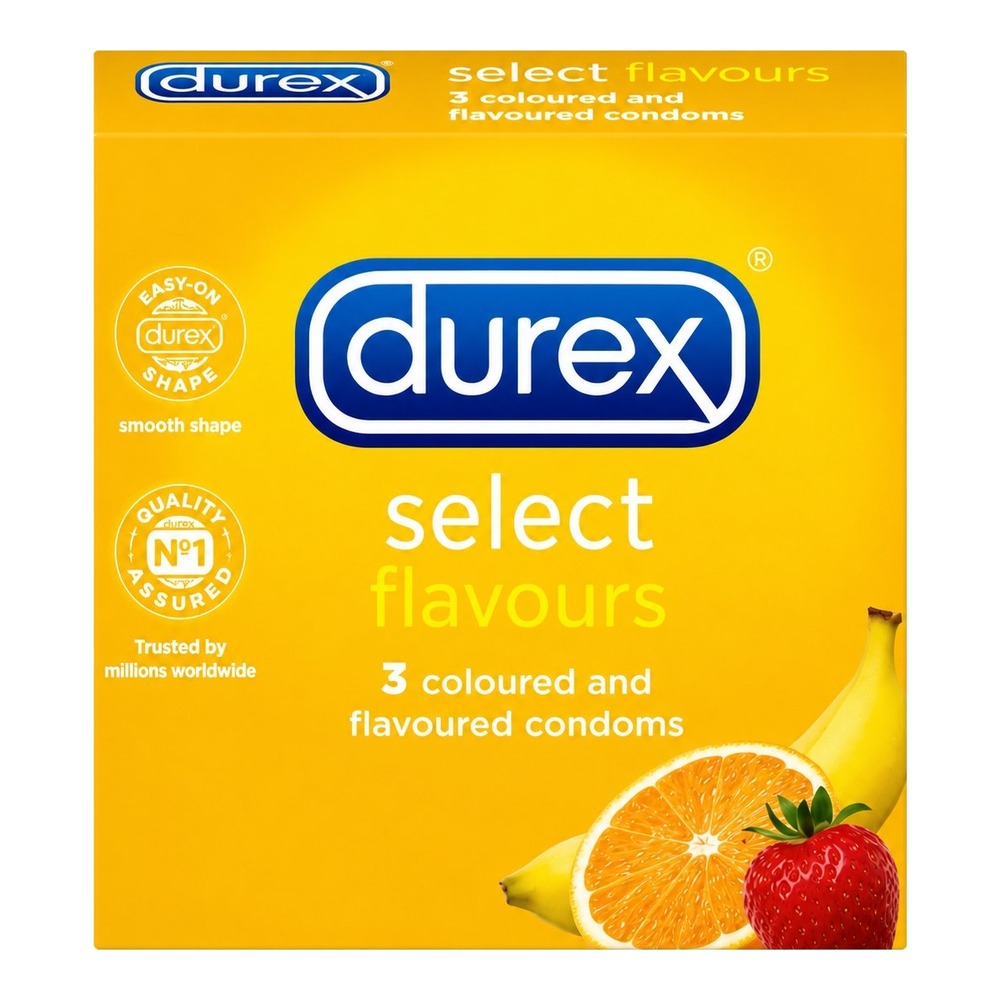 durex®
select flavours
3 coloured and
flavoured condoms
durex®
EASY-ON
durex®
SHAPE
smooth shape
QUALITY
durex
Nº1
ASSURED
Trusted by
millions worldwide
select
flavours
3 coloured and
flavoured condoms